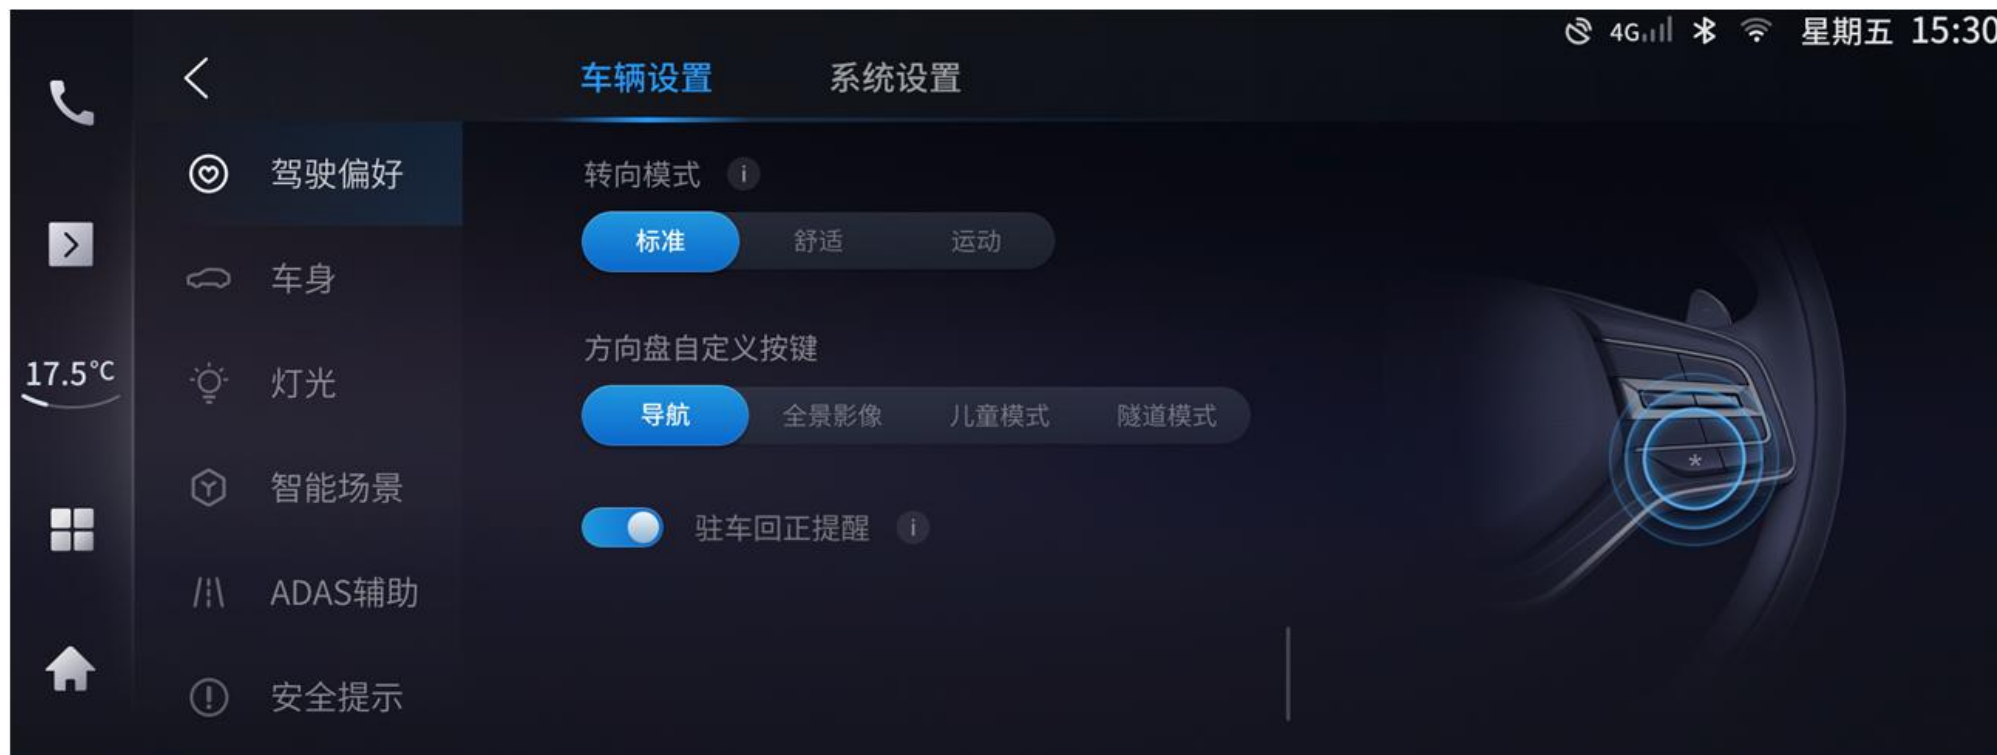 4G 星期五 15:30
车辆设置 系统设置
驾驶偏好
车身
灯光
智能场景
ADAS辅助
安全提示
17.5°C
转向模式 i
标准 舒适 运动
方向盘自定义按键
导航 全景影像 儿童模式 隧道模式
驻车回正提醒 i
*